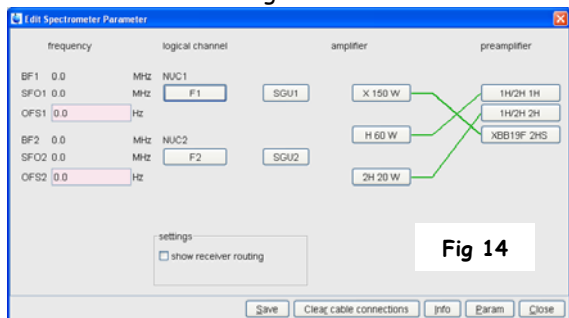 Edit Spectrometer Parameter
frequency logical channel amplifier preamplifier
BF1 0.0 MHz NUC1
SFO1 0.0 MHz F1 SGU1 X 150 W 1H/2H 1H
OFS1 0.0 Hz 1H/2H 2H
BF2 0.0 MHz NUC2 H 60 W XBB19F 2HS
SFO2 0.0 MHz F2 SGU2
OFS2 0.0 Hz 2H 20 W
settings
show receiver routing
Fig 14
Save Clear cable connections Info Param Close